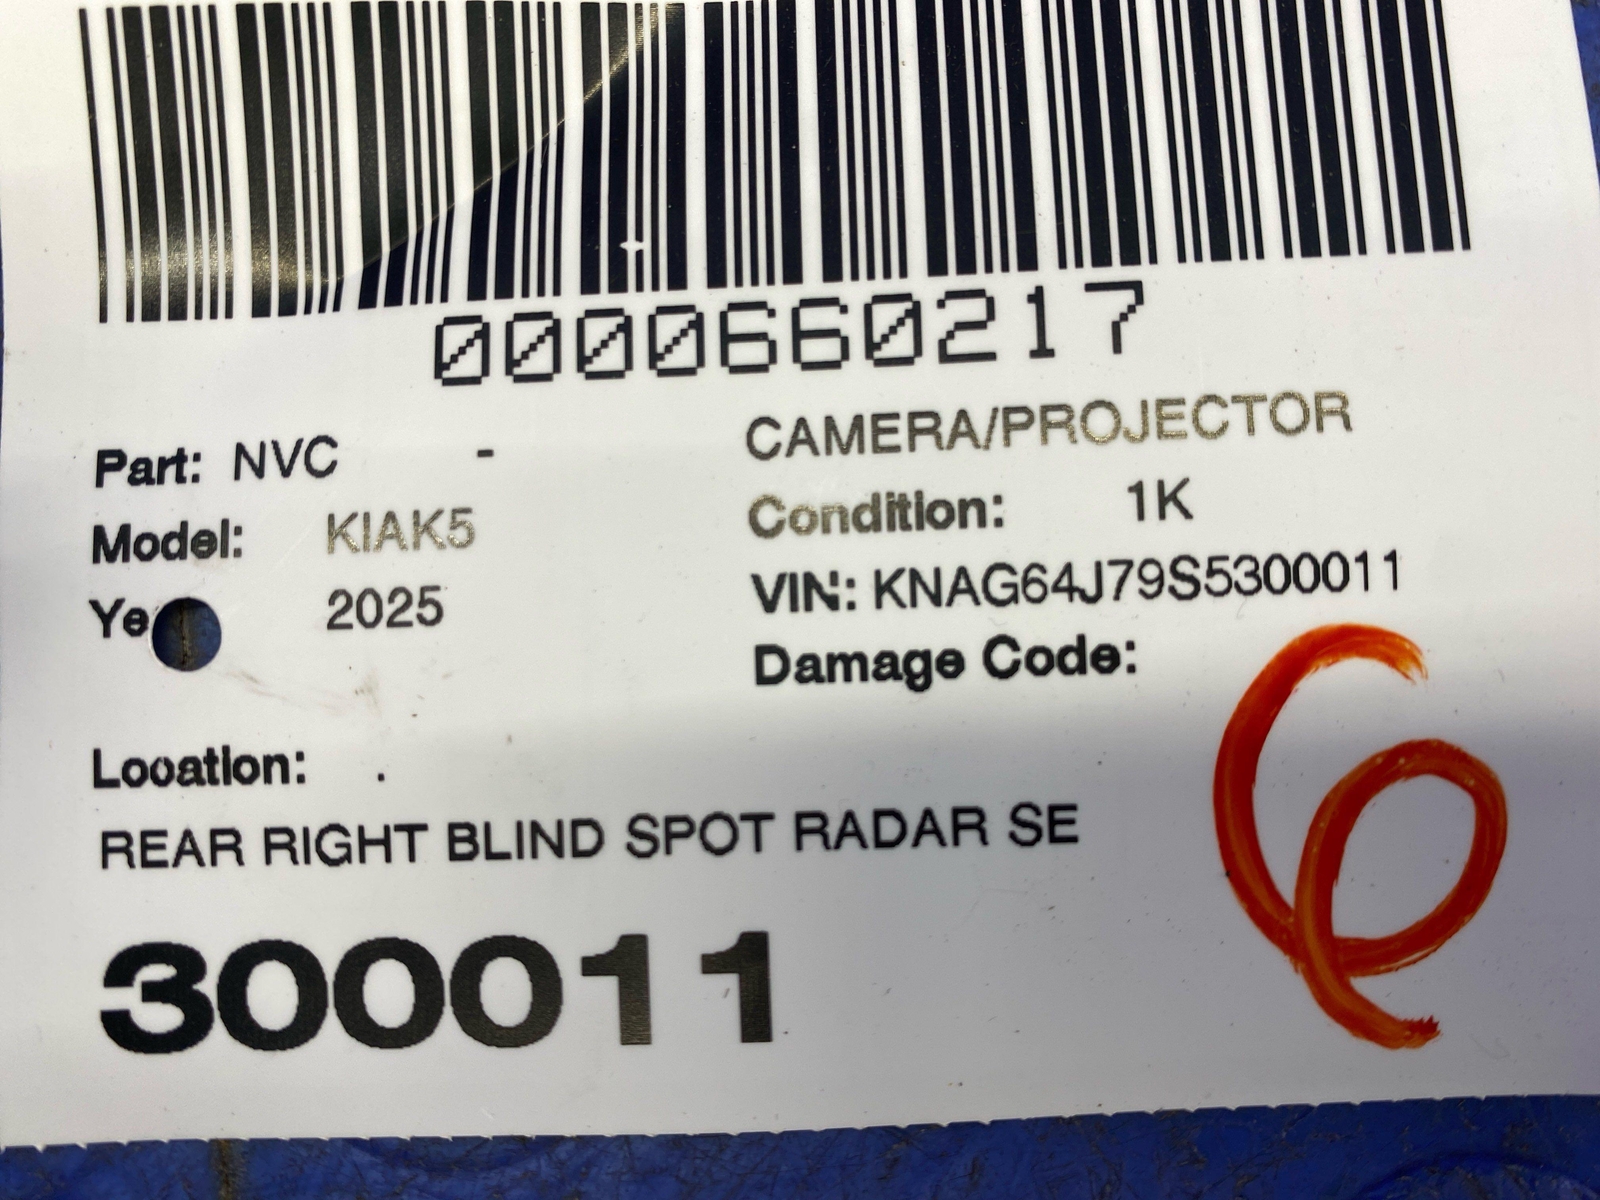 0000660217
Part: NVC - CAMERA/PROJECTOR
Model: KIAK5 Condition: 1K
Ye 2025 VIN: KNAG64J79S5300011
Damage Code:
Location: .
REAR RIGHT BLIND SPOT RADAR SE
300011